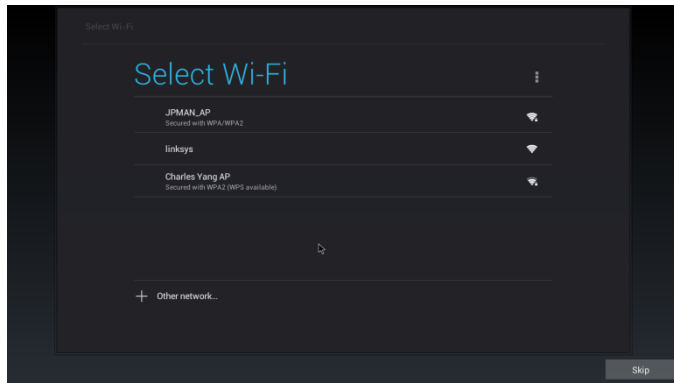 Select Wi-Fi
Select Wi-Fi
JPMAN_AP
Secured with WPA/WPA2
linksys
Charles Yang AP
Secured with WPA2 (WPS available)
Other network...
Skip